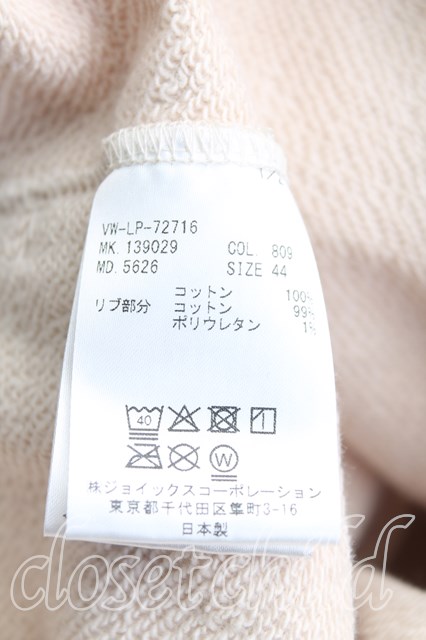 VW-LP-72716
MK. 139029 COL. 809
MD. 5626 SIZE 44
コットン 100%
リブ部分 コットン 99%
ポリウレタン 1%
40
W
株ジョイックスコーポレーション
東京都千代田区隼町3-16
日本製
closetchild